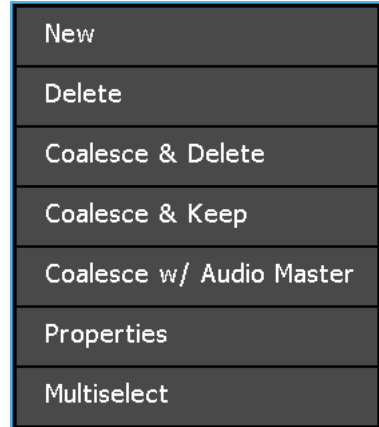 New
Delete
Coalesce & Delete
Coalesce & Keep
Coalesce w/ Audio Master
Properties
Multiselect